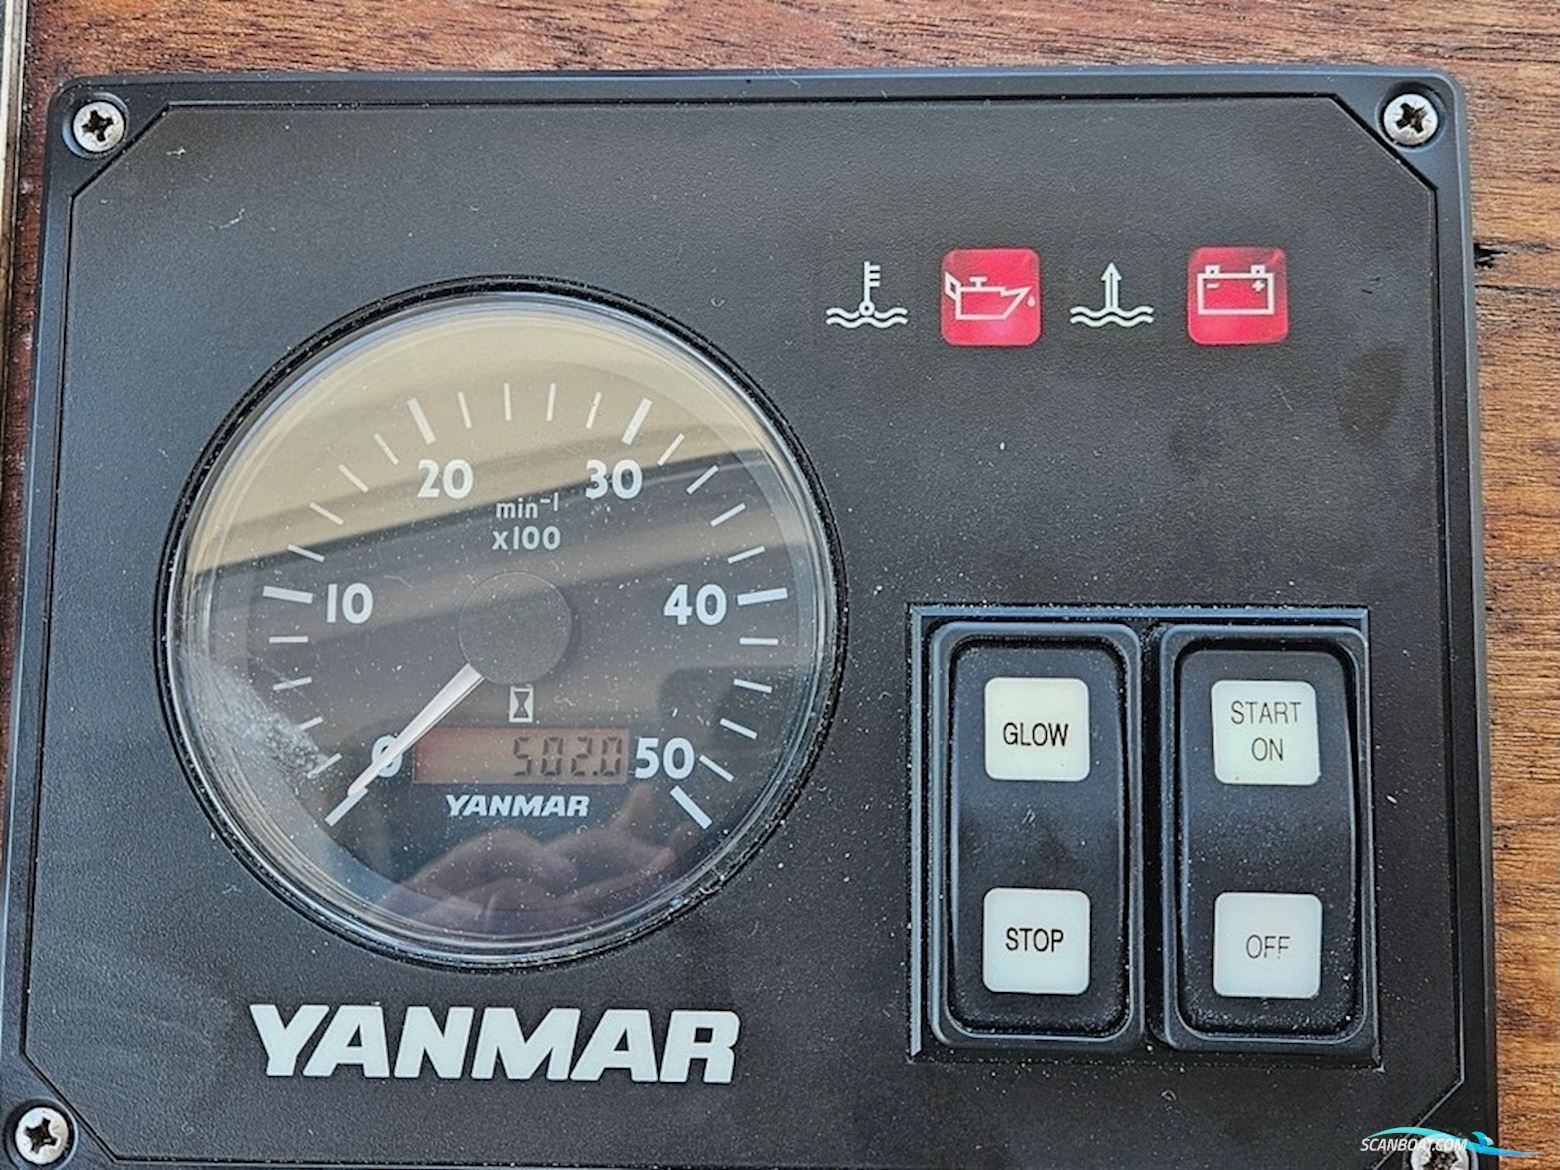 20
30
min⁻¹
x100
10
40
0
502.0
50
YANMAR
YANMAR
- +
GLOW
START
ON
STOP
OFF
SCANBOAT.COM